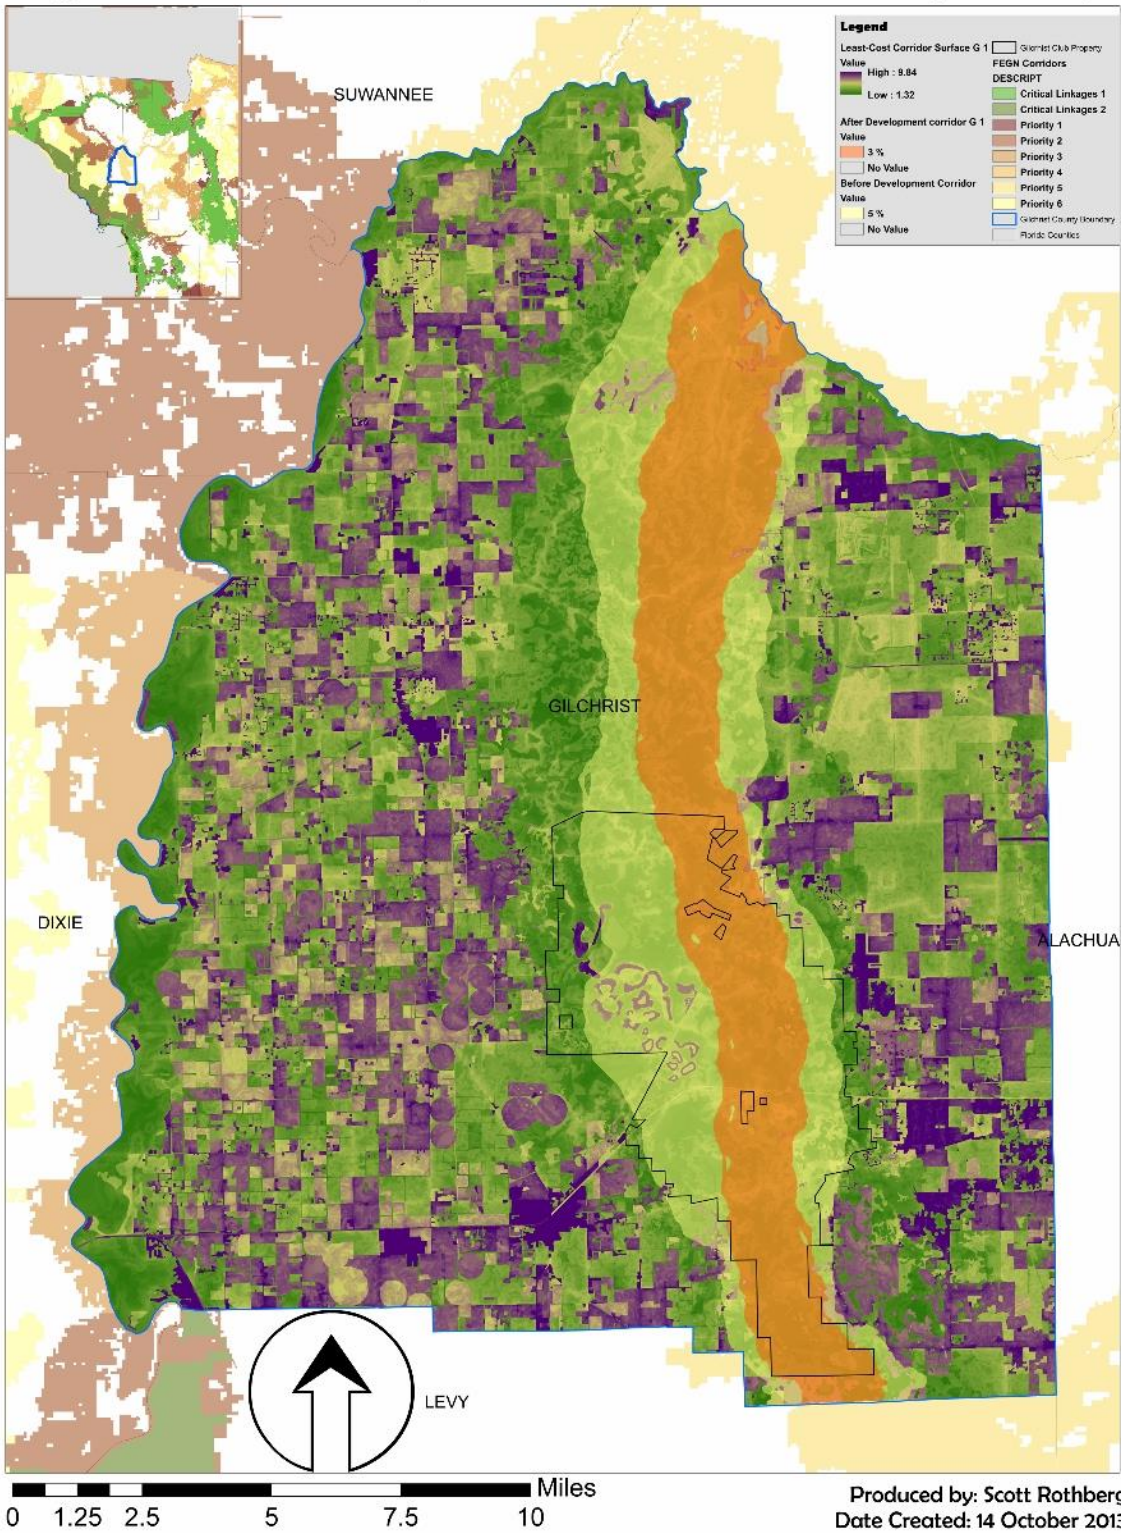 SUWANNEE
Legend
Least-Cost Corridor Surface G 1
Value
High : 9.84
Low : 1.32
After Development corridor G 1
Value
3 %
No Value
Before Development Corridor
Value
5 %
No Value
Gilchrist Club Property
FEGN Corridors
DESCRIPT
Critical Linkages 1
Critical Linkages 2
Priority 1
Priority 2
Priority 3
Priority 4
Priority 5
Priority 6
Gilchrist County Boundary
Florida Counties
GILCHRIST
DIXIE
ALACHUA
LEVY
Miles
0 1.25 2.5 5 7.5 10
Produced by: Scott Rothberg
Date Created: 14 October 2013